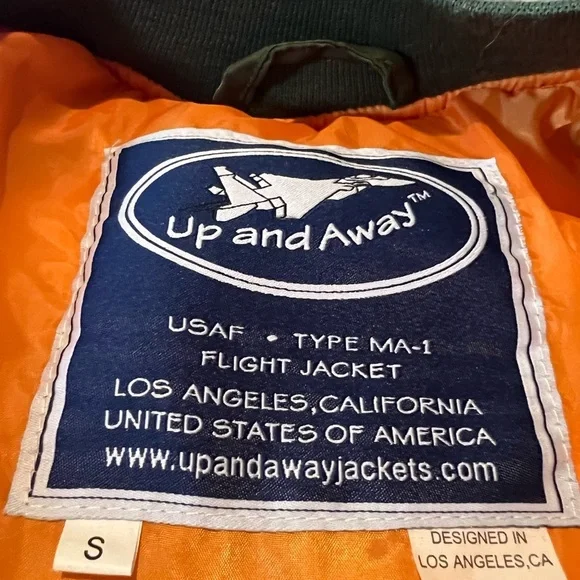 Up and Away™
USAF • TYPE MA-1
FLIGHT JACKET
LOS ANGELES, CALIFORNIA
UNITED STATES OF AMERICA
www.upandawayjackets.com
S
DESIGNED IN
LOS ANGELES, CA